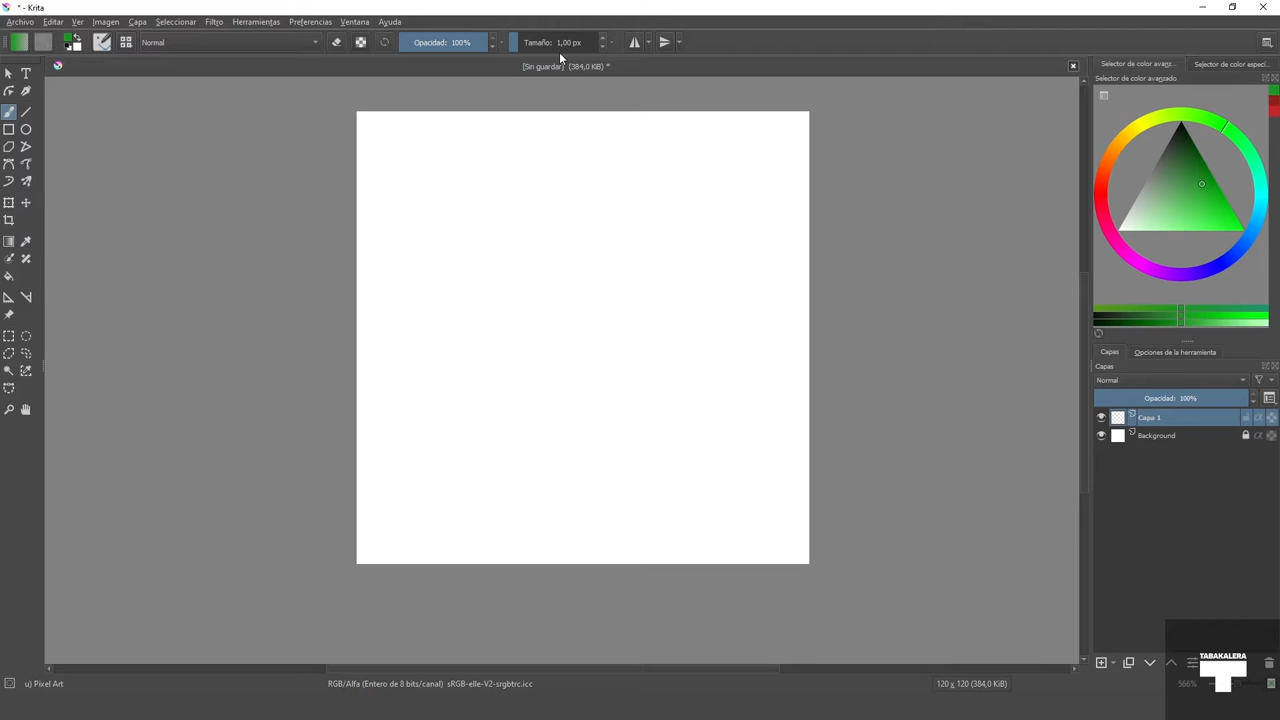 * - Krita
Archivo Editar Ver Imagen Capa Seleccionar Filtro Herramientas Preferencias Ventana Ayuda
Normal Opacidad: 100% Tamaño: 1,00 px
[Sin guardar] (384,0 KiB) *
Selector de color avanz... Selector de color especí...
Selector de color avanzado
Capas Opciones de la herramienta
Capas
Normal
Opacidad: 100%
Capa 1
Background
TABAKALERA
u) Pixel Art RGB/Alfa (Entero de 8 bits/canal) sRGB-elle-V2-srgbtrc.icc 120 x 120 (384,0 KiB) 566%